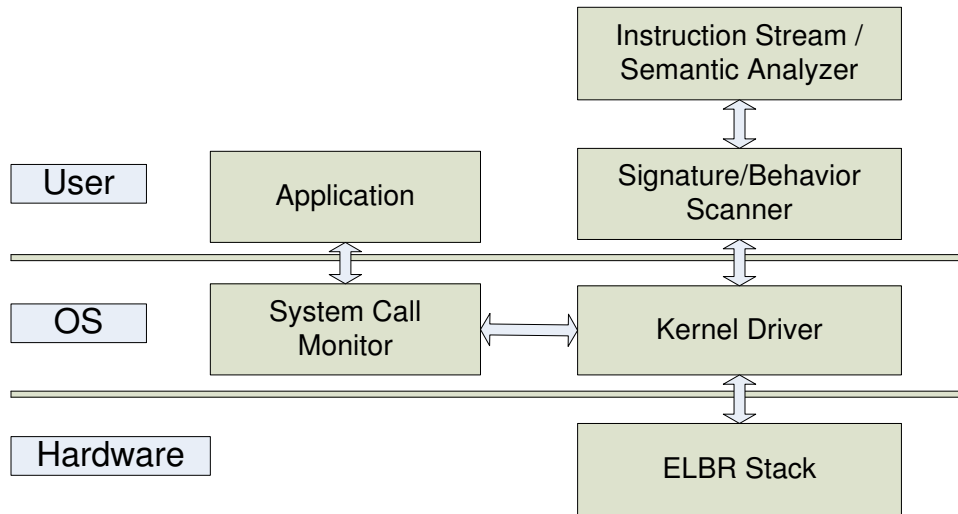 Instruction Stream /
Semantic Analyzer
User
Application
Signature/Behavior
Scanner
OS
System Call
Monitor
Kernel Driver
Hardware
ELBR Stack